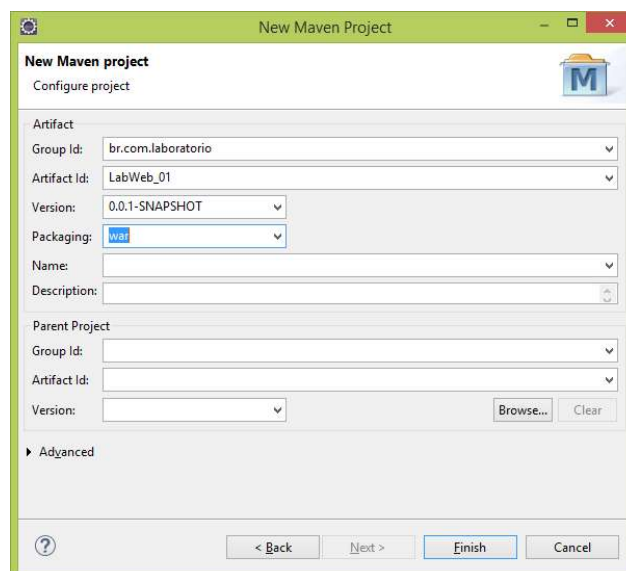 New Maven Project
New Maven project
Configure project
M
Artifact
Group Id: br.com.laboratorio
Artifact Id: LabWeb_01
Version: 0.0.1-SNAPSHOT
Packaging: war
Name:
Description:
Parent Project
Group Id:
Artifact Id:
Version: Browse... Clear
Advanced
? < Back Next > Finish Cancel